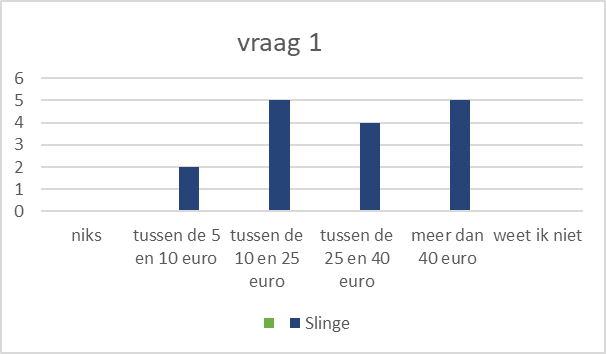 vraag 1
6
5
4
3
2
1
0
niks
tussen de 5
en 10 euro
tussen de
10 en 25
euro
tussen de
25 en 40
euro
meer dan
40 euro
weet ik niet
Slinge